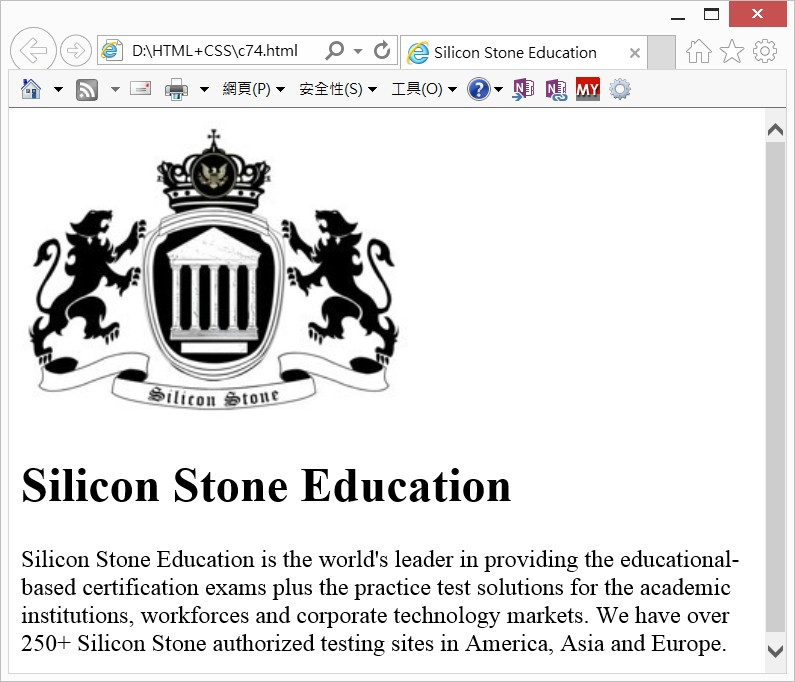 D:\HTML+CSS\c74.html
Silicon Stone Education
網頁(P)
安全性(S)
工具(O)
?
N
N
MY
Silicon Stone
Silicon Stone Education
Silicon Stone Education is the world's leader in providing the educational-
based certification exams plus the practice test solutions for the academic
institutions, workforces and corporate technology markets. We have over
250+ Silicon Stone authorized testing sites in America, Asia and Europe.